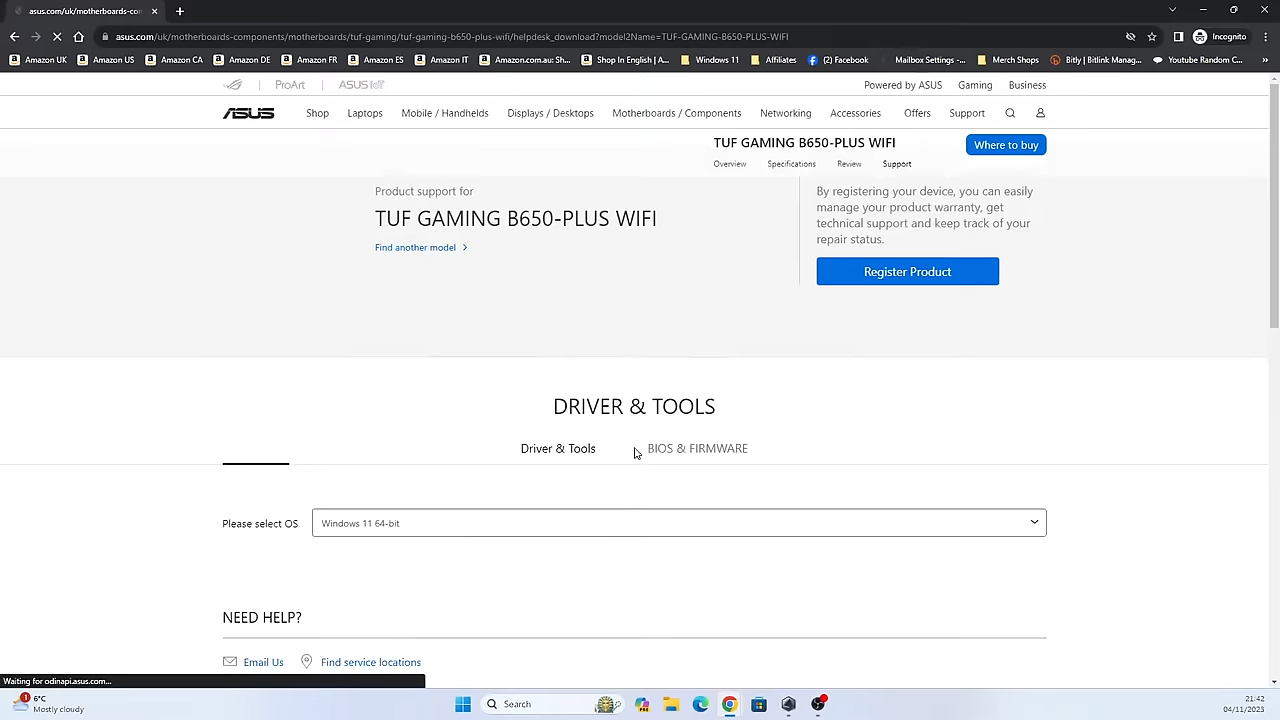 asus.com/uk/motherboards-con
asus.com/uk/motherboards-components/motherboards/tuf-gaming/tuf-gaming-b650-plus-wifi/helpdesk_download?model2Name=TUF-GAMING-B650-PLUS-WIFI
Incognito
Amazon UK
Amazon US
Amazon CA
Amazon DE
Amazon FR
Amazon ES
Amazon IT
Amazon.com.au: Sh...
Shop In English | A...
Windows 11
Affiliates
(2) Facebook
Mailbox Settings -...
Merch Shops
Bitly | Bitlink Manag...
Youtube Random C...
ProArt
ASUS IoT
Powered by ASUS
Gaming
Business
ASUS
Shop
Laptops
Mobile / Handhelds
Displays / Desktops
Motherboards / Components
Networking
Accessories
Offers
Support
TUF GAMING B650-PLUS WIFI
Where to buy
Overview
Specifications
Review
Support
Product support for
TUF GAMING B650-PLUS WIFI
Find another model
By registering your device, you can easily
manage your product warranty, get
technical support and keep track of your
repair status.
Register Product
DRIVER & TOOLS
Driver & Tools
BIOS & FIRMWARE
Please select OS
Windows 11 64-bit
NEED HELP?
Email Us
Find service locations
Waiting for odinapi.asus.com...
1
6°C
Mostly cloudy
Search
21:42
04/11/2023